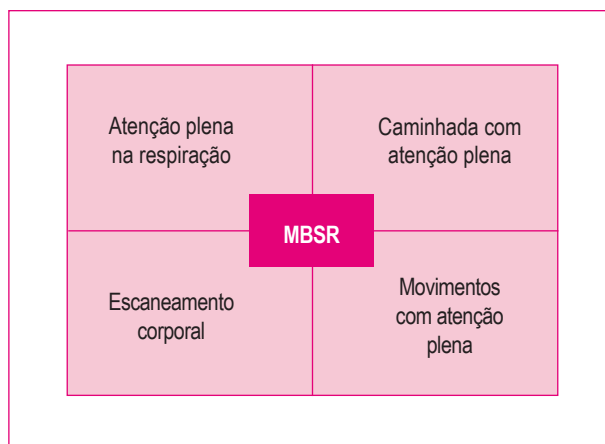 Atenção plena
na respiração
Caminhada com
atenção plena
MBSR
Escaneamento
corporal
Movimentos
com atenção
plena